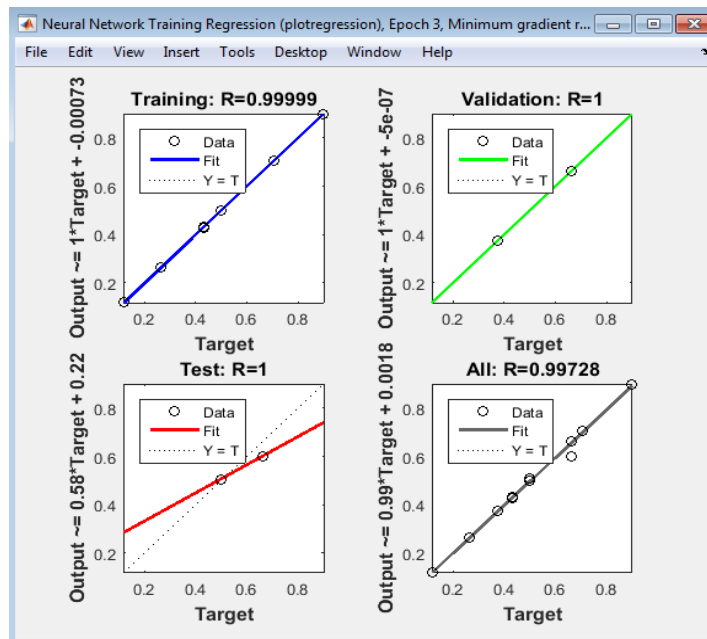 Neural Network Training Regression (plotregression), Epoch 3, Minimum gradient r...
File Edit View Insert Tools Desktop Window Help
Training: R=0.99999
Output ~= 1*Target + -0.00073
0.8
0.6
0.4
0.2
Data
Fit
Y = T
0.2 0.4 0.6 0.8
Target
Validation: R=1
Output ~= 1*Target + -5e-07
0.8
0.6
0.4
0.2
Data
Fit
Y = T
0.2 0.4 0.6 0.8
Target
Test: R=1
Output ~= 0.58*Target + 0.22
0.8
0.6
0.4
0.2
Data
Fit
Y = T
0.2 0.4 0.6 0.8
Target
All: R=0.99728
Output ~= 0.99*Target + 0.0018
0.8
0.6
0.4
0.2
Data
Fit
Y = T
0.2 0.4 0.6 0.8
Target